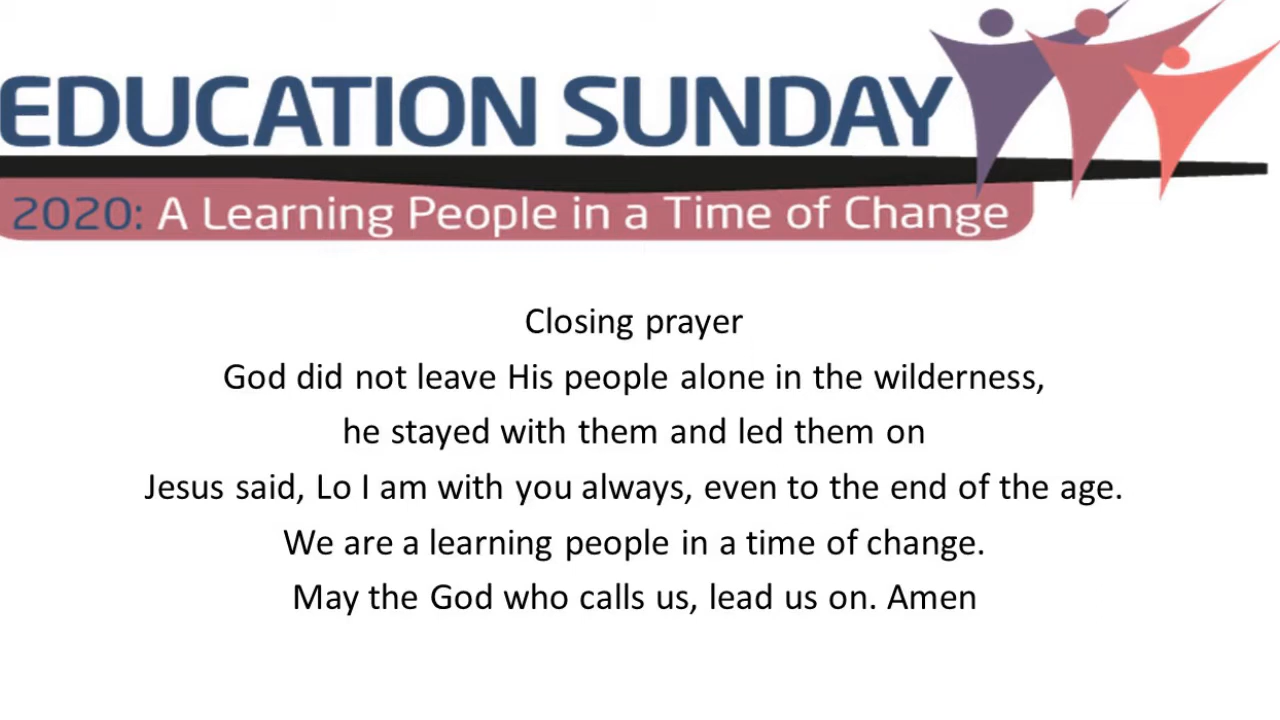 EDUCATION SUNDAY
2020: A Learning People in a Time of Change
Closing prayer
God did not leave His people alone in the wilderness,
he stayed with them and led them on
Jesus said, Lo I am with you always, even to the end of the age.
We are a learning people in a time of change.
May the God who calls us, lead us on. Amen